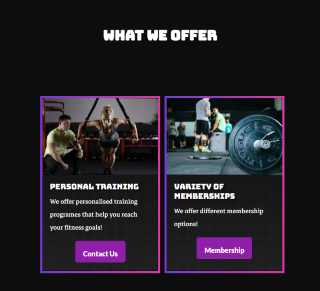 WHAT WE OFFER
PERSONAL TRAINING
We offer personalised training
programes that help you reach
your fitness goals!
Contact Us
VARIETY OF
MEMBERSHIPS
We offer different membership
options!
Membership